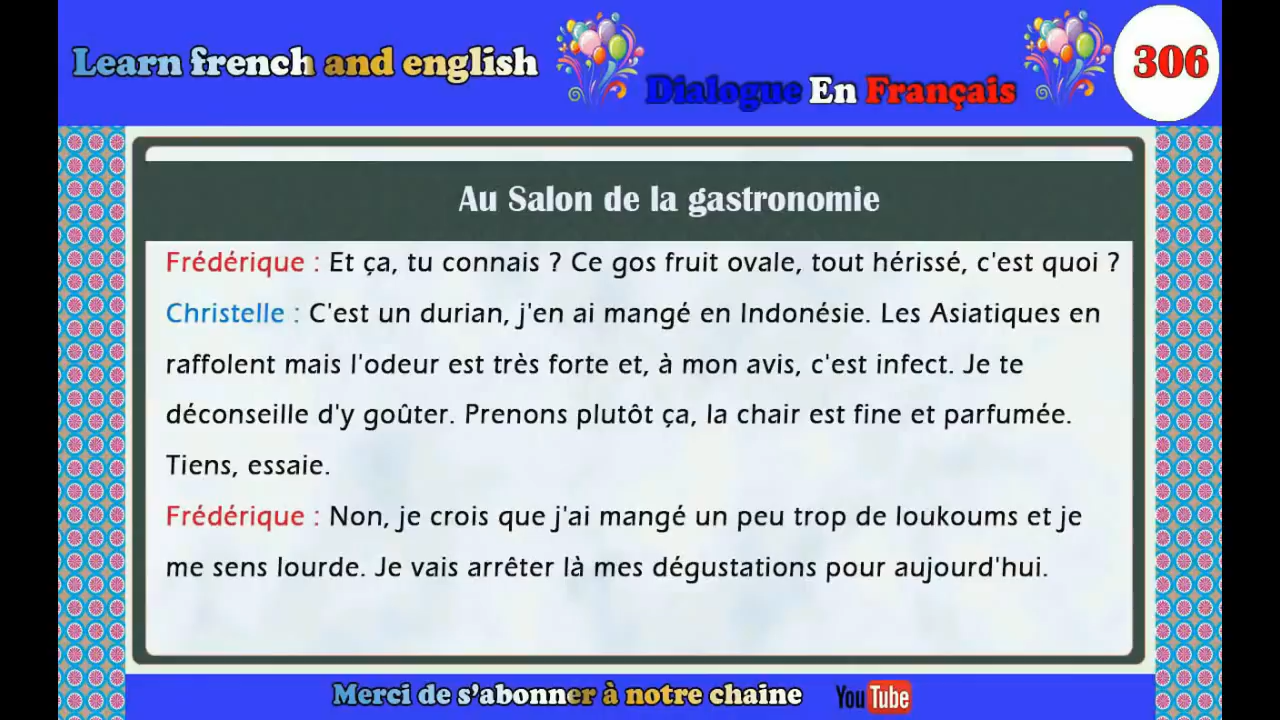 Learn french and english
Dialogue En Français
306
Au Salon de la gastronomie
Frédérique : Et ça, tu connais ? Ce gos fruit ovale, tout hérissé, c'est quoi ?
Christelle : C'est un durian, j'en ai mangé en Indonésie. Les Asiatiques en
raffolent mais l'odeur est très forte et, à mon avis, c'est infect. Je te
déconseille d'y goûter. Prenons plutôt ça, la chair est fine et parfumée.
Tiens, essaie.
Frédérique : Non, je crois que j'ai mangé un peu trop de loukoums et je
me sens lourde. Je vais arrêter là mes dégustations pour aujourd'hui.
Merci de s'abonner à notre chaine YouTube